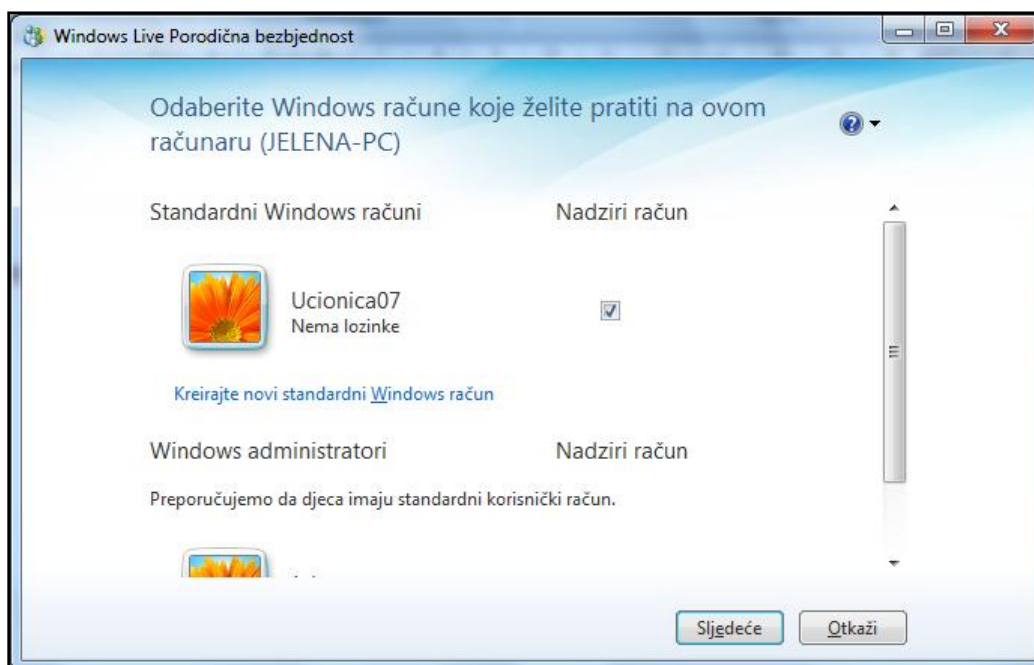 Windows Live Porodična bezbjednost
Odaberite Windows račune koje želite pratiti na ovom
računaru (JELENA-PC)
Standardni Windows računi Nadziri račun
Ucionica07
Nema lozinke
Kreirajte novi standardni Windows račun
Windows administratori Nadziri račun
Preporučujemo da djeca imaju standardni korisnički račun.
Sljedeće Otkaži